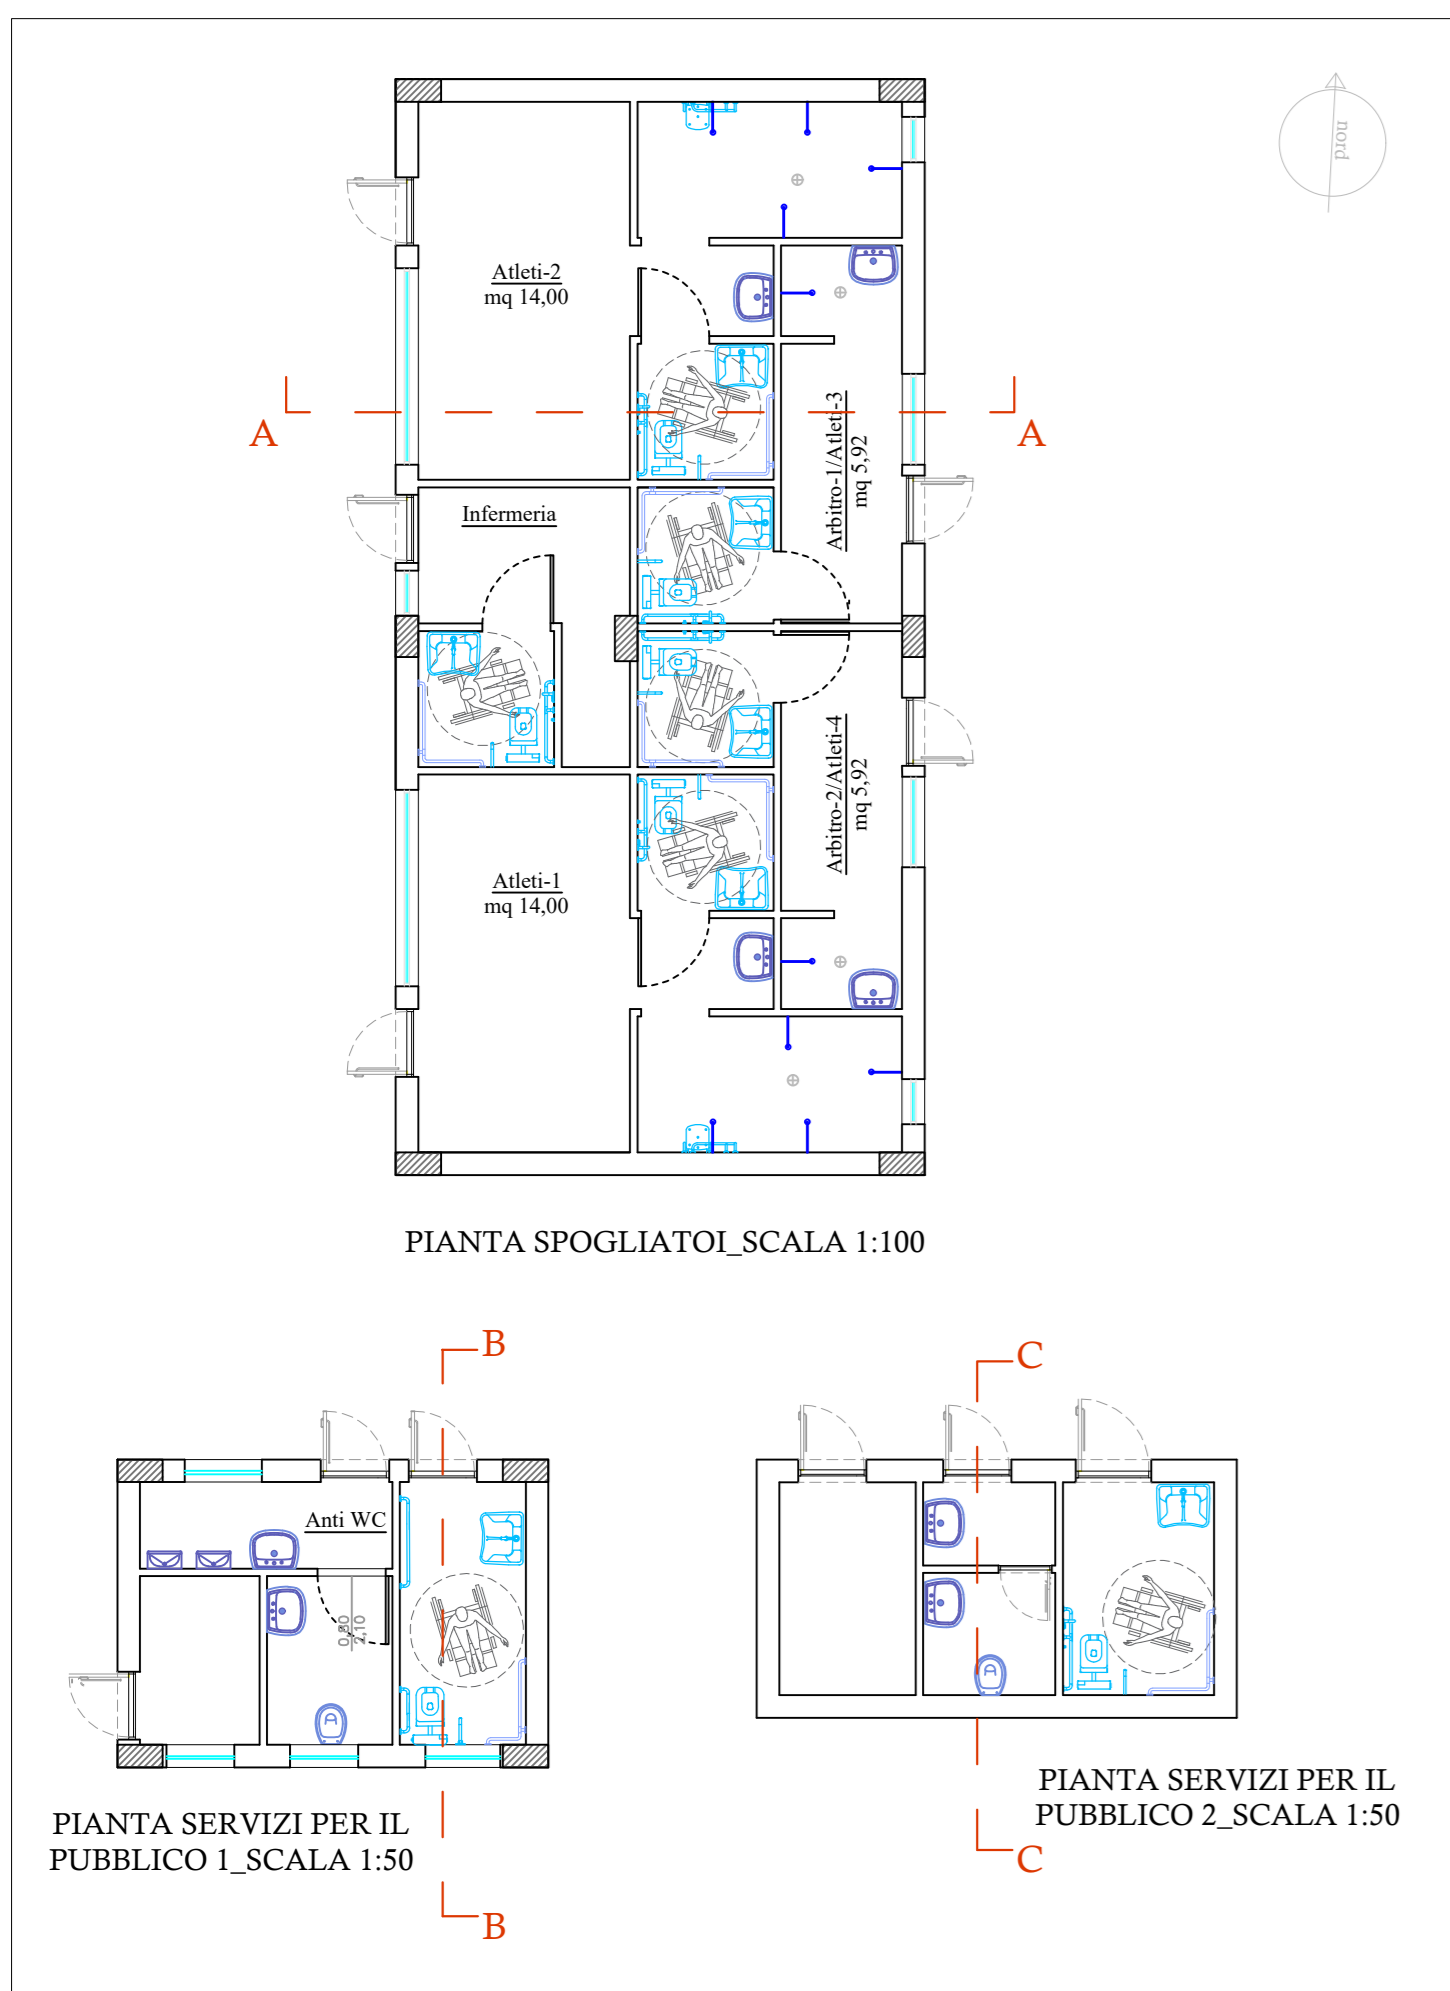 nord
Atleti-2
mq 14,00
A
A
Arbitro-1/Atleti-3
mq 5,92
Infermeria
Arbitro-2/Atleti-4
mq 5,92
Atleti-1
mq 14,00
PIANTA SPOGLIATOI_SCALA 1:100
B
C
Anti WC
0,80
2,10
PIANTA SERVIZI PER IL
PUBBLICO 1_SCALA 1:50
B
PIANTA SERVIZI PER IL
PUBBLICO 2_SCALA 1:50
C